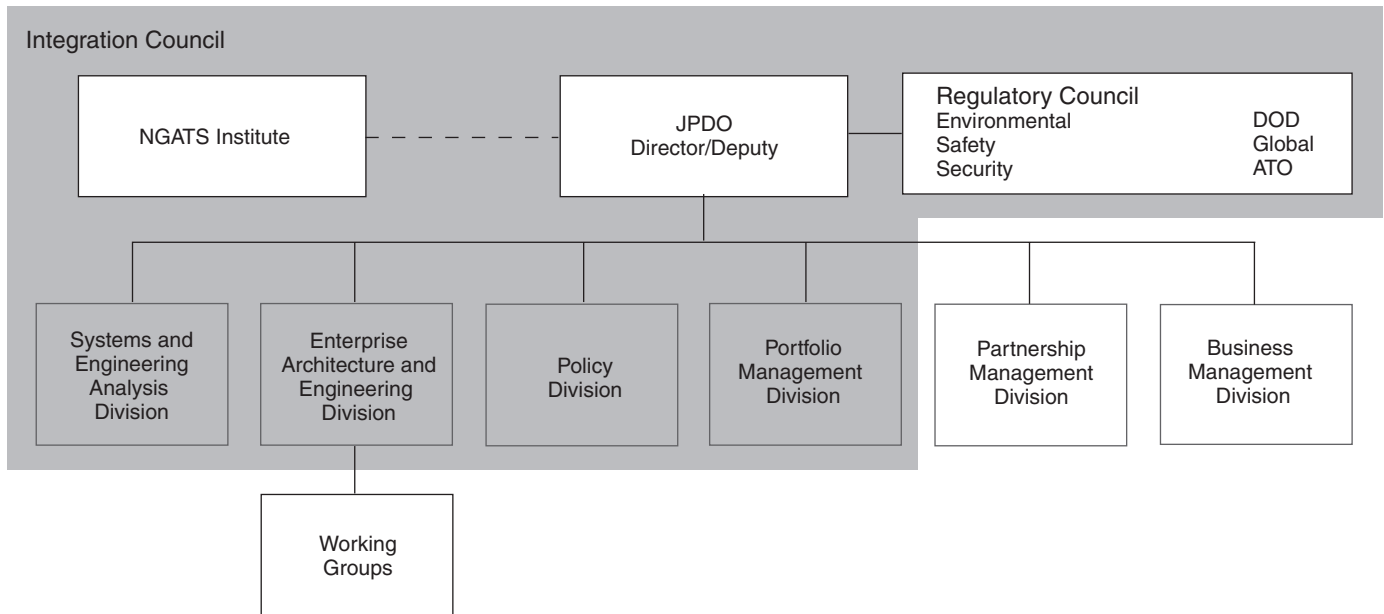 Integration Council
NGATS Institute
JPDO
Director/Deputy
Regulatory Council
Environmental
Safety
Security
DOD
Global
ATO
Systems and
Engineering
Analysis
Division
Enterprise
Architecture and
Engineering
Division
Policy
Division
Portfolio
Management
Division
Partnership
Management
Division
Business
Management
Division
Working
Groups